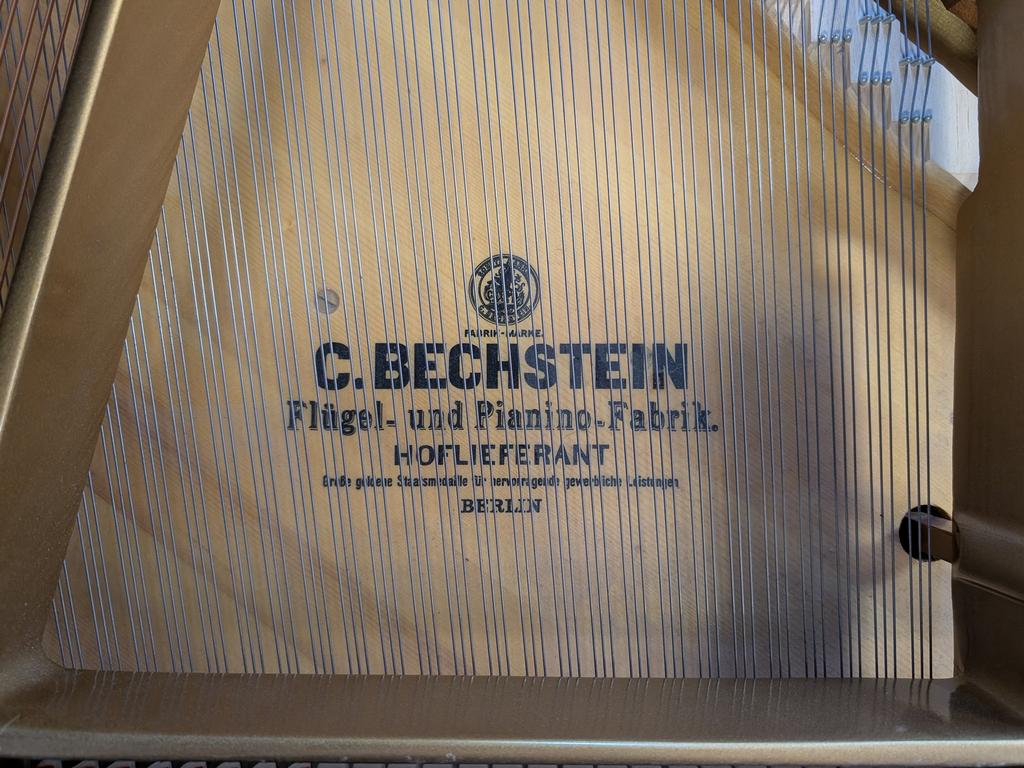 FABRIK-MARKE.
C. BECHSTEIN
Flügel- und Pianino-Fabrik.
HOFLIEFERANT
Große goldene Staatsmedaille für hervorragende gewerbliche Leistungen
BERLIN